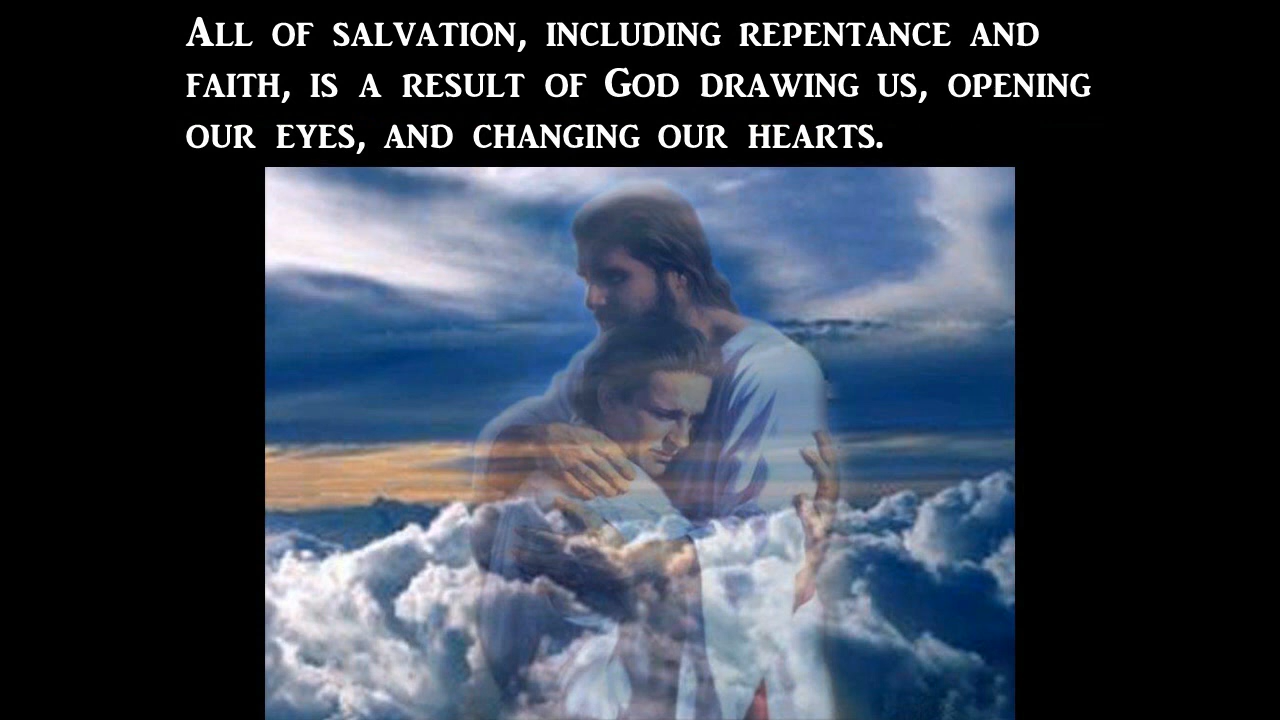 All of salvation, including repentance and
faith, is a result of God drawing us, opening
our eyes, and changing our hearts.